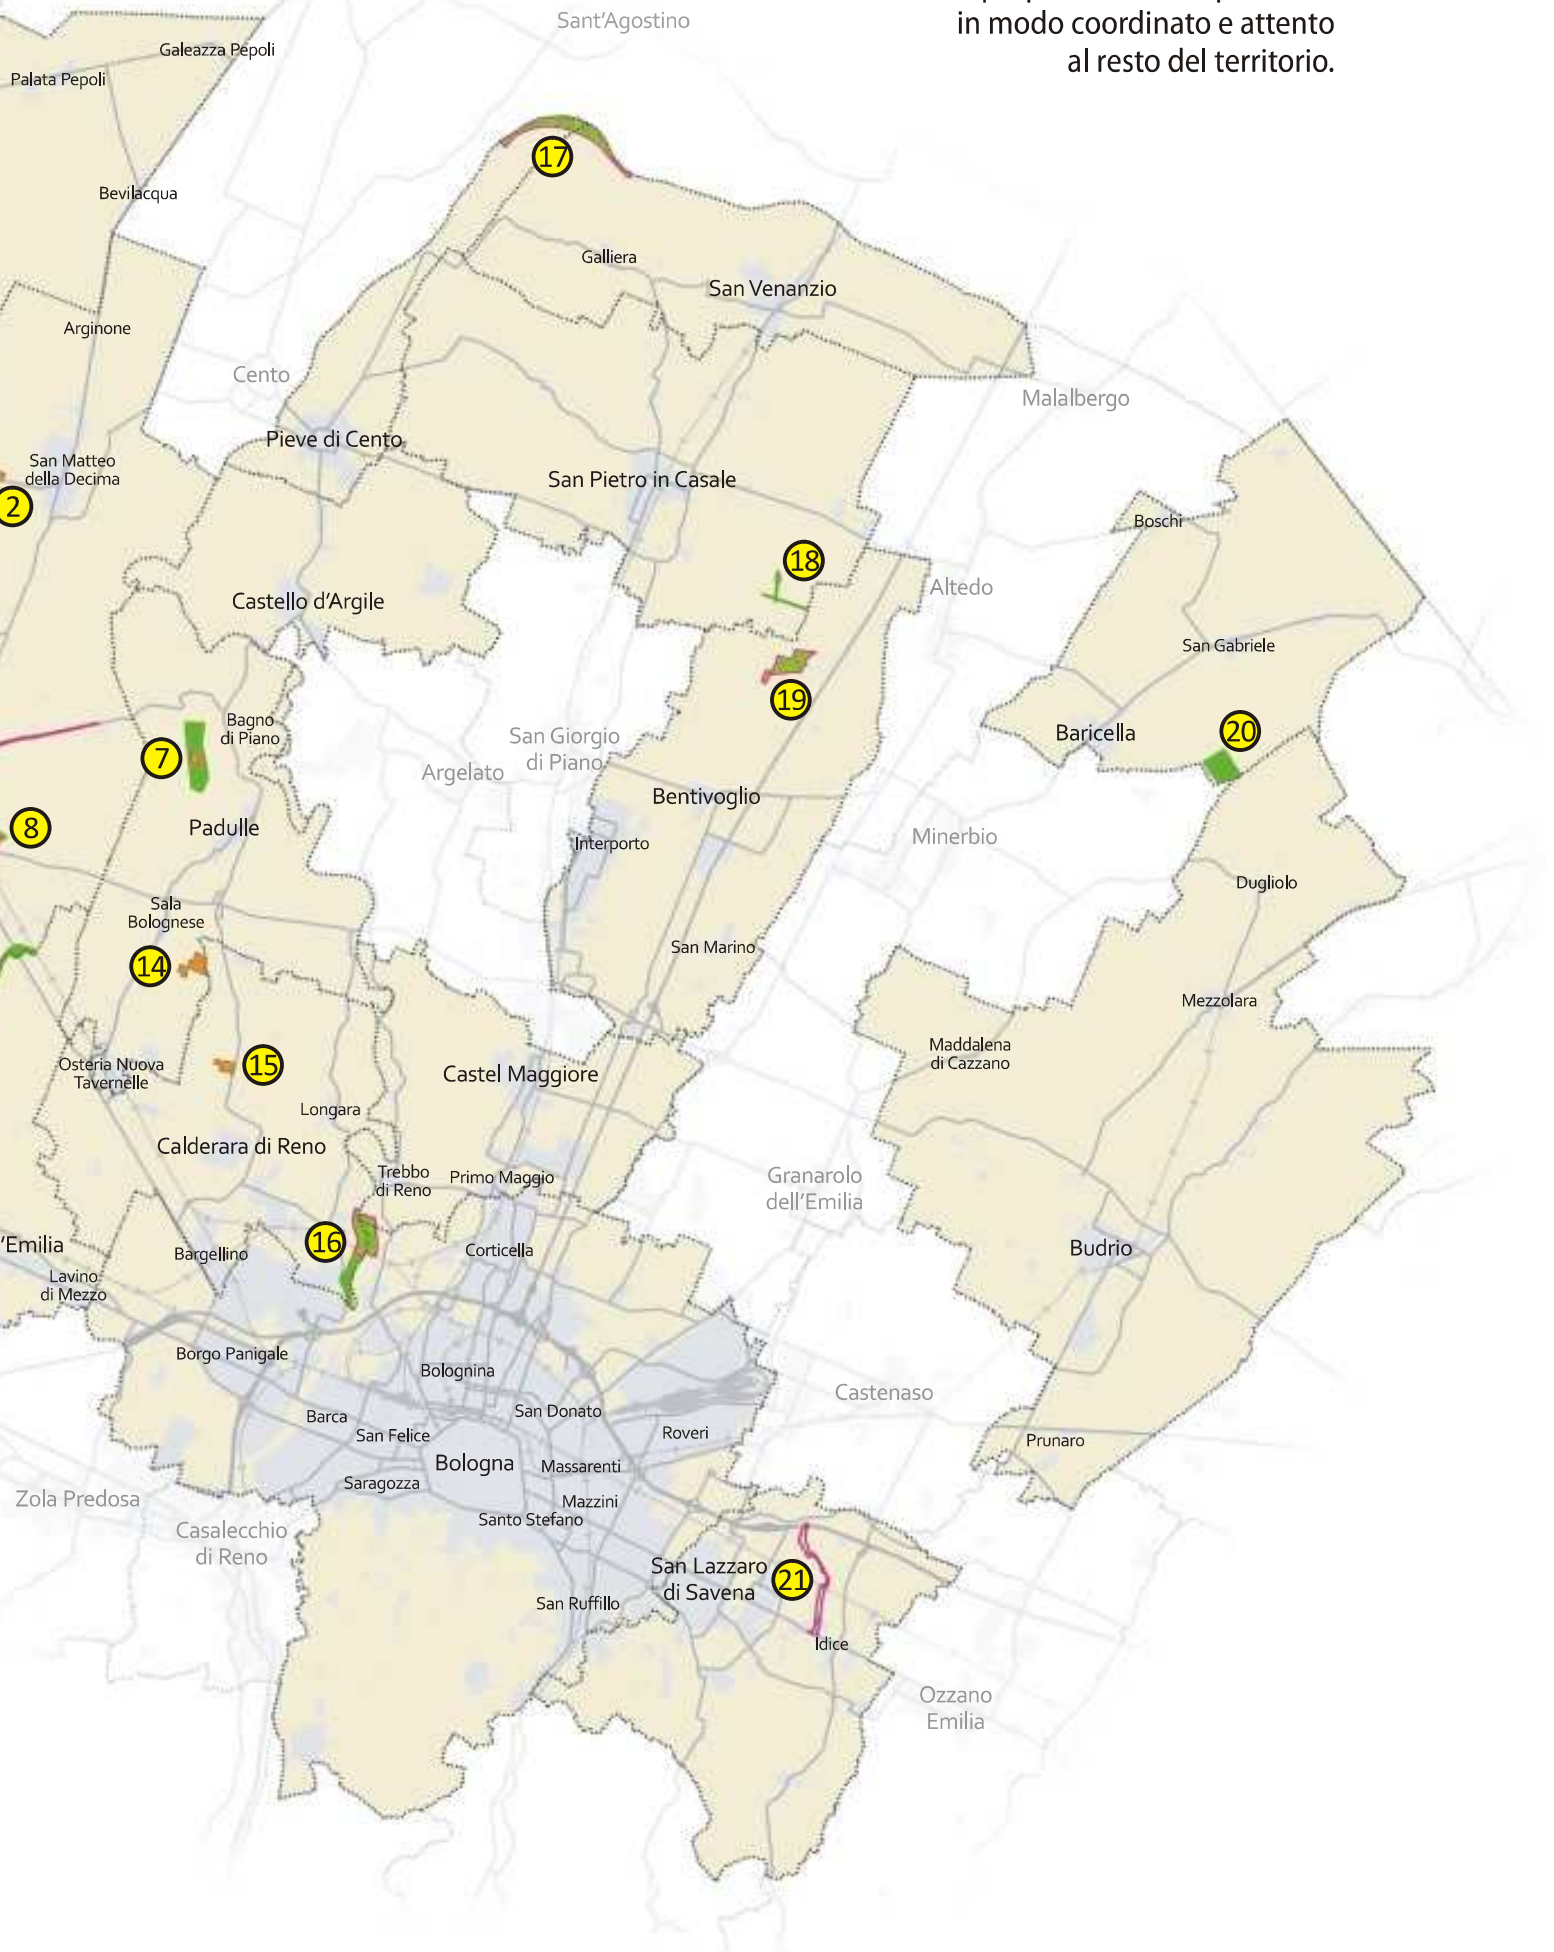 Sant'Agostino
in modo coordinato e attento
al resto del territorio.
Galeazza Pepoli
Palata Pepoli
17
Bevilacqua
Galliera
San Venanzio
Arginone
Cento
Malalbergo
Pieve di Cento
San Matteo
della Decima
San Pietro in Casale
2
Boschi
18
Altedo
Castello d'Argile
San Gabriele
19
Bagno
di Piano
San Giorgio
di Piano
Baricella
20
7
Argelato
Bentivoglio
8
Padulle
Minerbio
Interporto
Dugliolo
Sala
Bolognese
San Marino
14
Mezzolara
Maddalena
di Cazzano
Osteria Nuova
Tavernelle
15
Castel Maggiore
Longara
Calderara di Reno
Trebbo
di Reno
Primo Maggio
Granarolo
dell'Emilia
'Emilia
Bargellino
16
Corticella
Budrio
Lavino
di Mezzo
Borgo Panigale
Bolognina
Castenaso
Barca
San Donato
San Felice
Roveri
Prunaro
Bologna
Massarenti
Saragozza
Zola Predosa
Mazzini
Santo Stefano
Casalecchio
di Reno
San Lazzaro
di Savena
21
San Ruffillo
Idice
Ozzano
Emilia